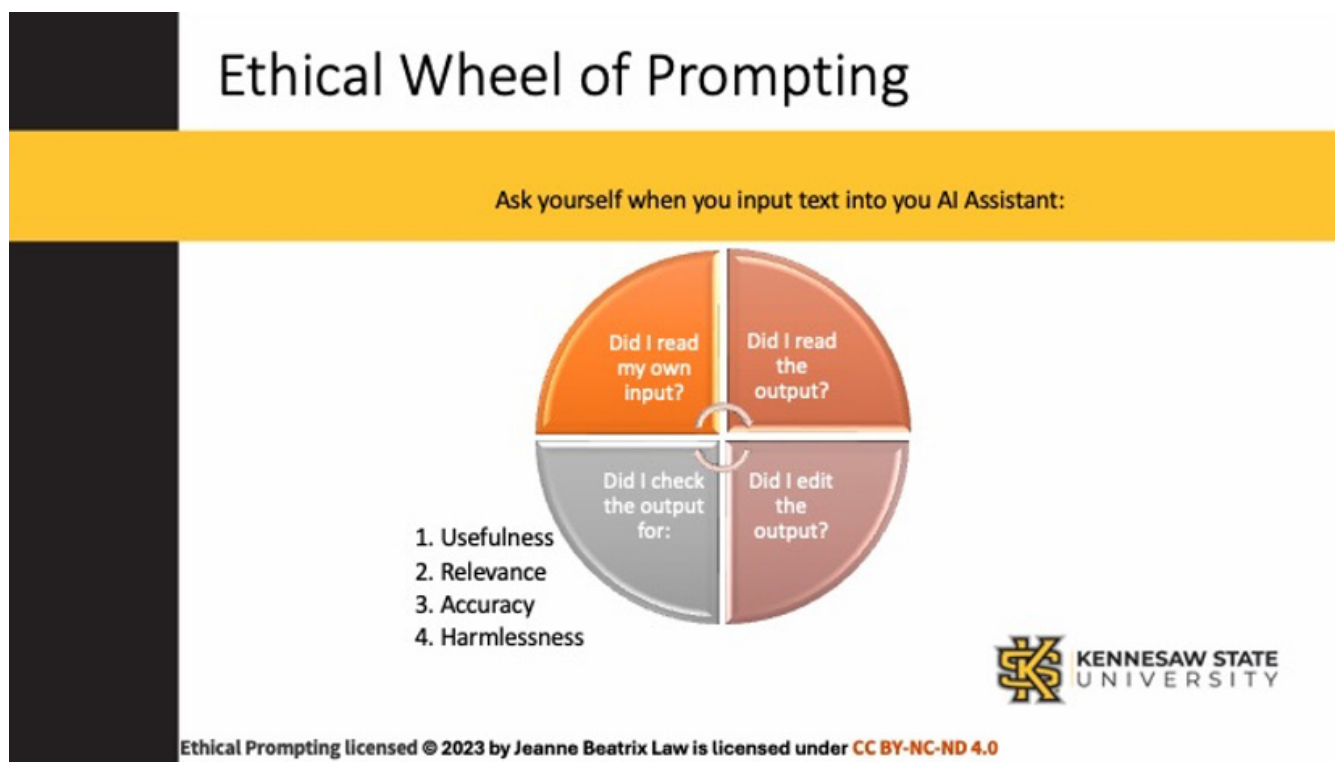 Ethical Wheel of Prompting
Ask yourself when you input text into you AI Assistant:
Did I read
my own
input?
Did I read
the
output?
Did I check
the output
for:
Did I edit
the
output?
1. Usefulness
2. Relevance
3. Accuracy
4. Harmlessness
KS
KENNESAW STATE
UNIVERSITY
Ethical Prompting licensed © 2023 by Jeanne Beatrix Law is licensed under CC BY-NC-ND 4.0